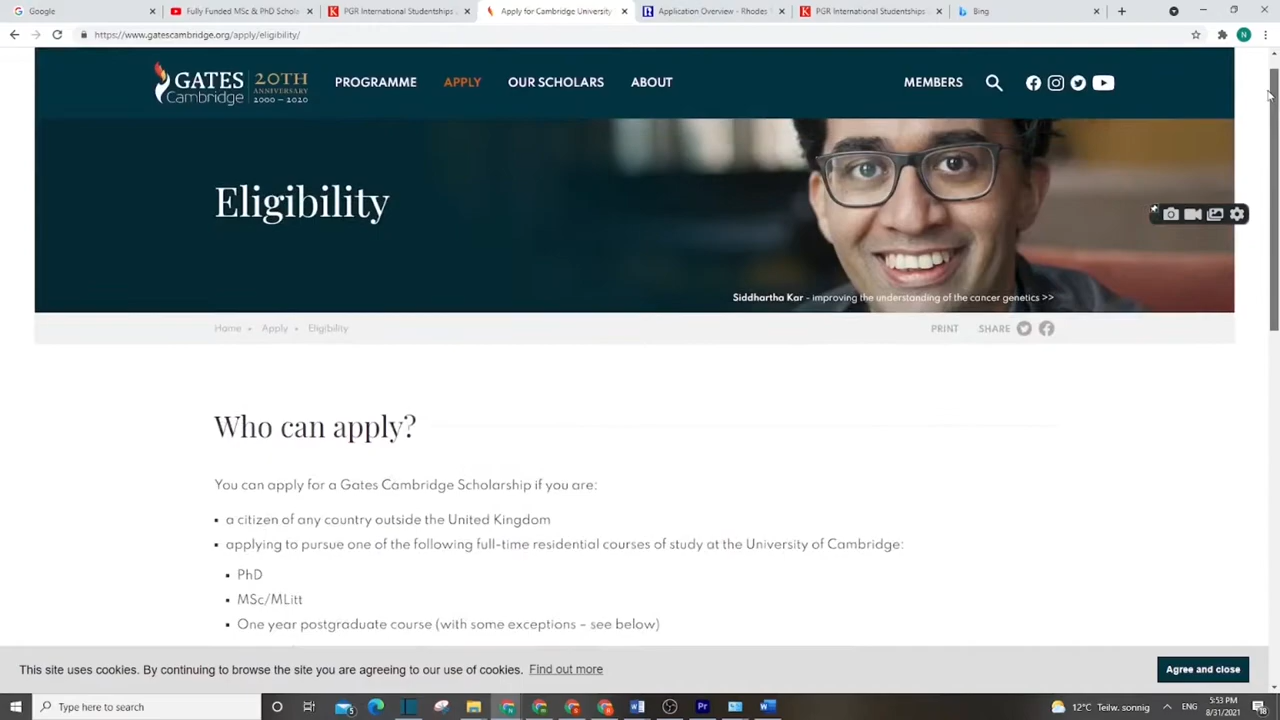 Google
Fully Funded MSc & PhD Schola
PGR International Studentships
Apply for Cambridge University
Application Overview - Rhodes
PGR International Studentships
Bing
https://www.gatescambridge.org/apply/eligibility/
N
GATES Cambridge
20TH ANNIVERSARY 2000 – 2020
PROGRAMME APPLY OUR SCHOLARS ABOUT MEMBERS
Eligibility
Siddhartha Kar - improving the understanding of the cancer genetics >>
Home • Apply • Eligibility PRINT SHARE
Who can apply?
You can apply for a Gates Cambridge Scholarship if you are:
▪ a citizen of any country outside the United Kingdom
▪ applying to pursue one of the following full-time residential courses of study at the University of Cambridge:
▪ PhD
▪ MSc/MLitt
▪ One year postgraduate course (with some exceptions – see below)
This site uses cookies. By continuing to browse the site you are agreeing to our use of cookies. Find out more Agree and close
Type here to search
12°C Teilw. sonnig
5:53 PM
8/31/2021